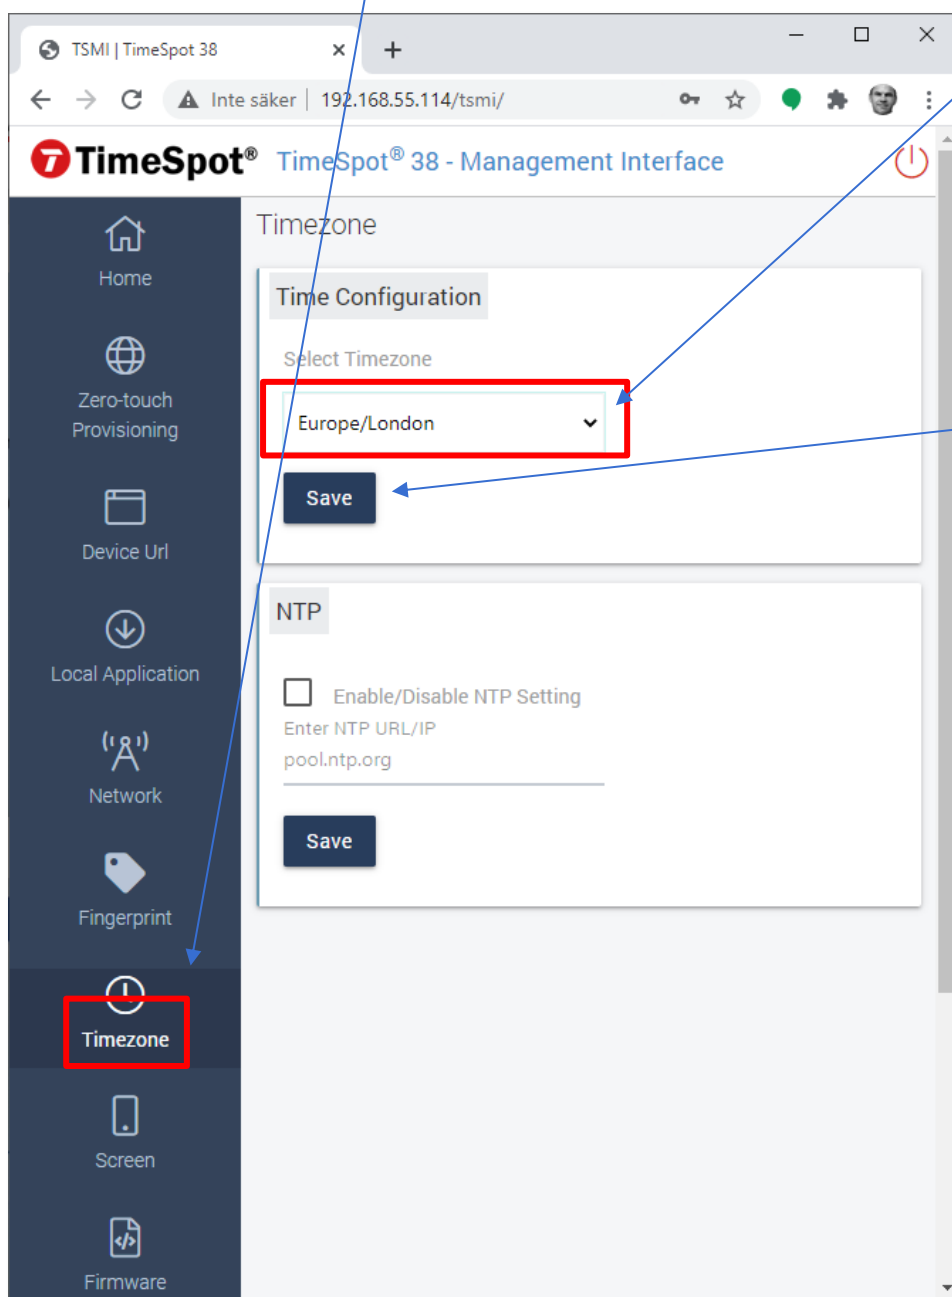 TSMI | TimeSpot 38
Inte säker | 192.168.55.114/tsmi/
TimeSpot® TimeSpot® 38 - Management Interface
Home
Zero-touch
Provisioning
Device Url
Local Application
Network
Fingerprint
Timezone
Screen
Firmware
Timezone
Time Configuration
Select Timezone
Europe/London
Save
NTP
Enable/Disable NTP Setting
Enter NTP URL/IP
pool.ntp.org
Save